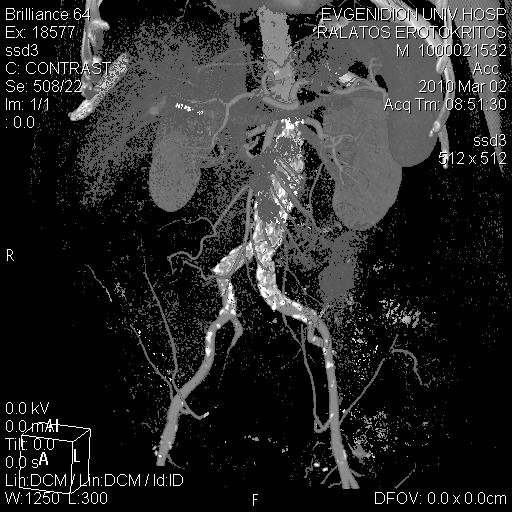 Brilliance 64
Ex: 18577
ssd3
C: CONTRAST
Se: 508/22
Im: 1/1
: 0.0
EVGENIDION UNIV.HOSP
RALATOS EROTOKRITOS
M 1000021532
Acc:
2010 Mar 02
Acq Tm: 08:51:30
ssd3
512 x 512
R
0.0 kV
0.0 mA
Tilt: 0.0
0.0 s
A
L
Lin:DCM / Lin:DCM / Id:ID
W:1250 L:300
F
DFOV: 0.0 x 0.0cm